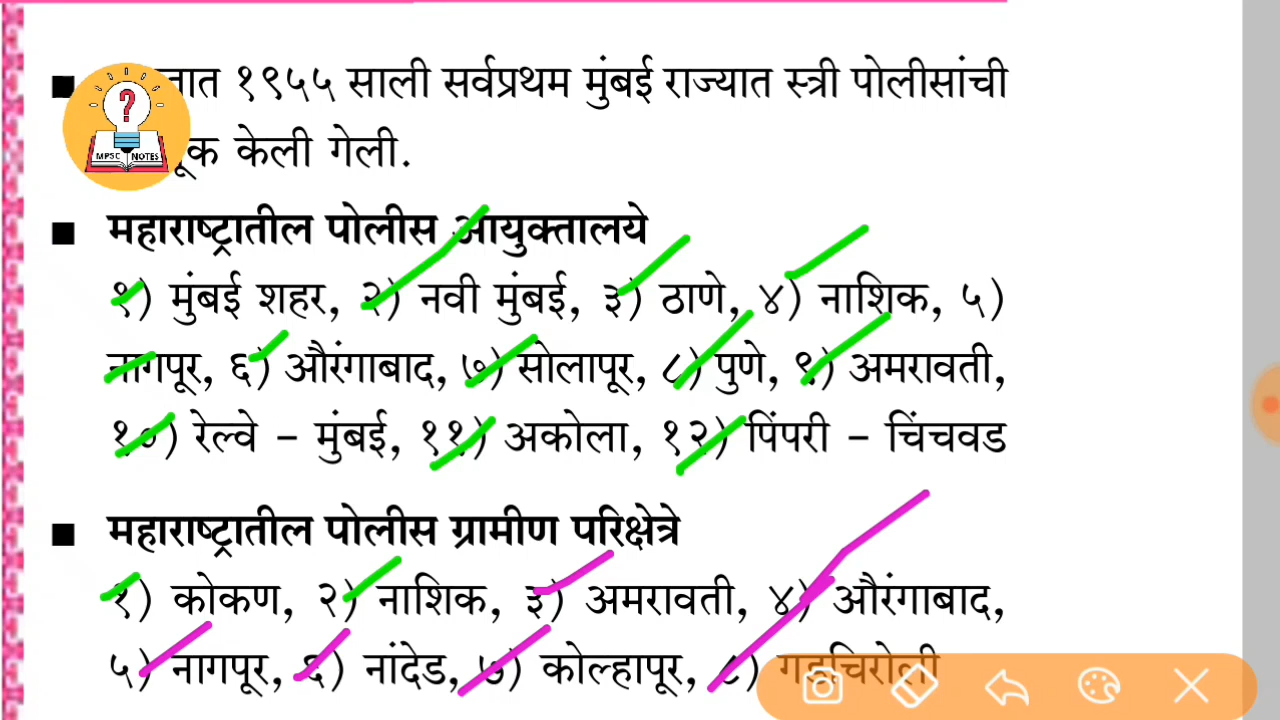 १९५५ साली सर्वप्रथम मुंबई राज्यात स्त्री पोलीसांची
केली गेली.
MPSC NOTES
महाराष्ट्रातील पोलीस आयुक्तालये
१) मुंबई शहर, २) नवी मुंबई, ३) ठाणे, ४) नाशिक, ५)
नागपूर, ६) औरंगाबाद, ७) सोलापूर, ८) पुणे, ९) अमरावती,
१०) रेल्वे – मुंबई, ११) अकोला, १२) पिंपरी – चिंचवड
महाराष्ट्रातील पोलीस ग्रामीण परिक्षेत्रे
१) कोकण, २) नाशिक, ३) अमरावती, ४) औरंगाबाद,
५) नागपूर, ६) नांदेड, ७) कोल्हापूर, ८) गडचिरोली